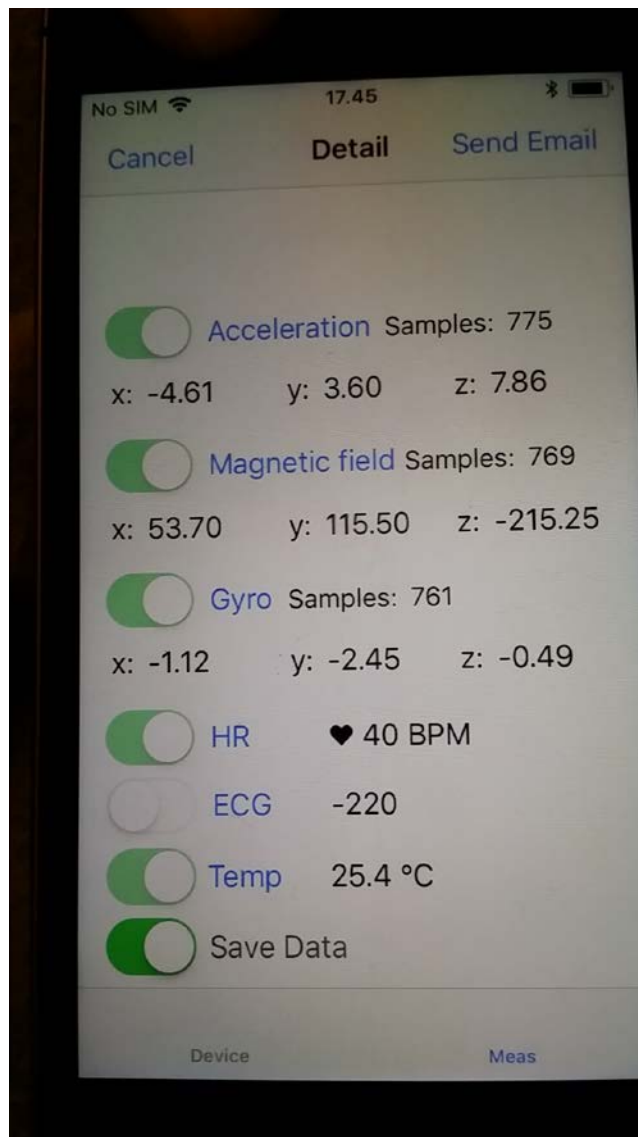 No SIM 17.45
Cancel Detail Send Email
Acceleration Samples: 775
x: -4.61 y: 3.60 z: 7.86
Magnetic field Samples: 769
x: 53.70 y: 115.50 z: -215.25
Gyro Samples: 761
x: -1.12 y: -2.45 z: -0.49
HR ♥ 40 BPM
ECG -220
Temp 25.4 °C
Save Data
Device Meas